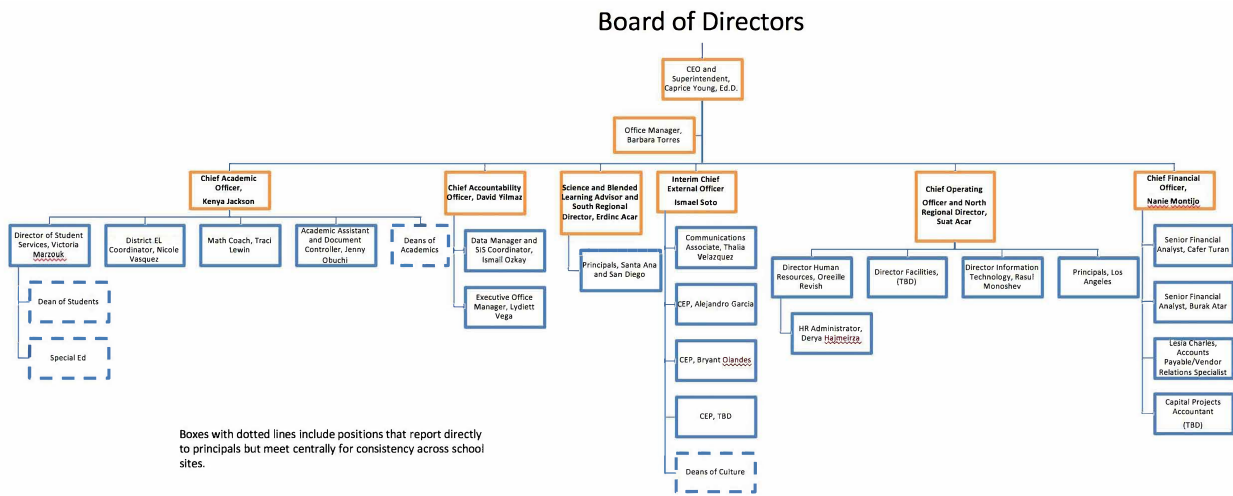 Board of Directors
CEO and
Superintendent,
Caprice Young, Ed.D.
Office Manager,
Barbara Torres
Chief Academic
Officer,
Kenya Jackson
Chief Accountability
Officer, David Yilmaz
Science and Blended
Learning Advisor and
South Regional
Director, Erdinc Acar
Interim Chief
External Officer
Ismael Soto
Chief Operating
Officer and North
Regional Director,
Suat Acar
Chief Financial
Officer,
Nanie Montijo
Director of Student
Services, Victoria
Marzouk
District EL
Coordinator, Nicole
Vasquez
Math Coach, Traci
Lewin
Academic Assistant
and Document
Controller, Jenny
Obuchi
Deans of
Academics
Dean of Students
Special Ed
Data Manager and
SiS Coordinator,
Ismail Ozkay
Executive Office
Manager, Lydiett
Vega
Principals, Santa Ana
and San Diego
Communications
Associate, Thalia
Velazquez
CEP, Alejandro Garcia
CEP, Bryant Olandes
CEP, TBD
Deans of Culture
Director Human
Resources, Oreeille
Revish
HR Administrator,
Derya Hajmeirza
Director Facilities,
(TBD)
Director Information
Technology, Rasul
Monoshev
Principals, Los
Angeles
Senior Financial
Analyst, Cafer Turan
Senior Financial
Analyst, Burak Atar
Lesia Charles,
Accounts
Payable/Vendor
Relations Specialist
Capital Projects
Accountant
(TBD)
Boxes with dotted lines include positions that report directly
to principals but meet centrally for consistency across school
sites.